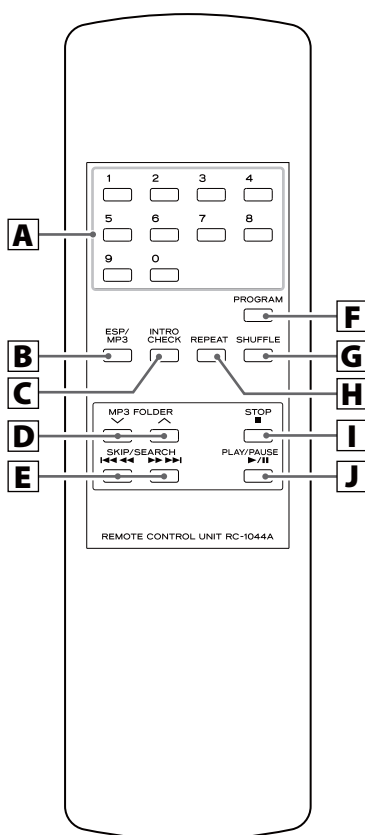 1 2 3 4
A
5 6 7 8
9 0
PROGRAM
F
ESP/ MP3
INTRO CHECK
REPEAT
SHUFFLE
B
G
C
H
MP3 FOLDER
STOP
D
I
SKIP/SEARCH
PLAY/PAUSE
E
J
REMOTE CONTROL UNIT RC-1044A